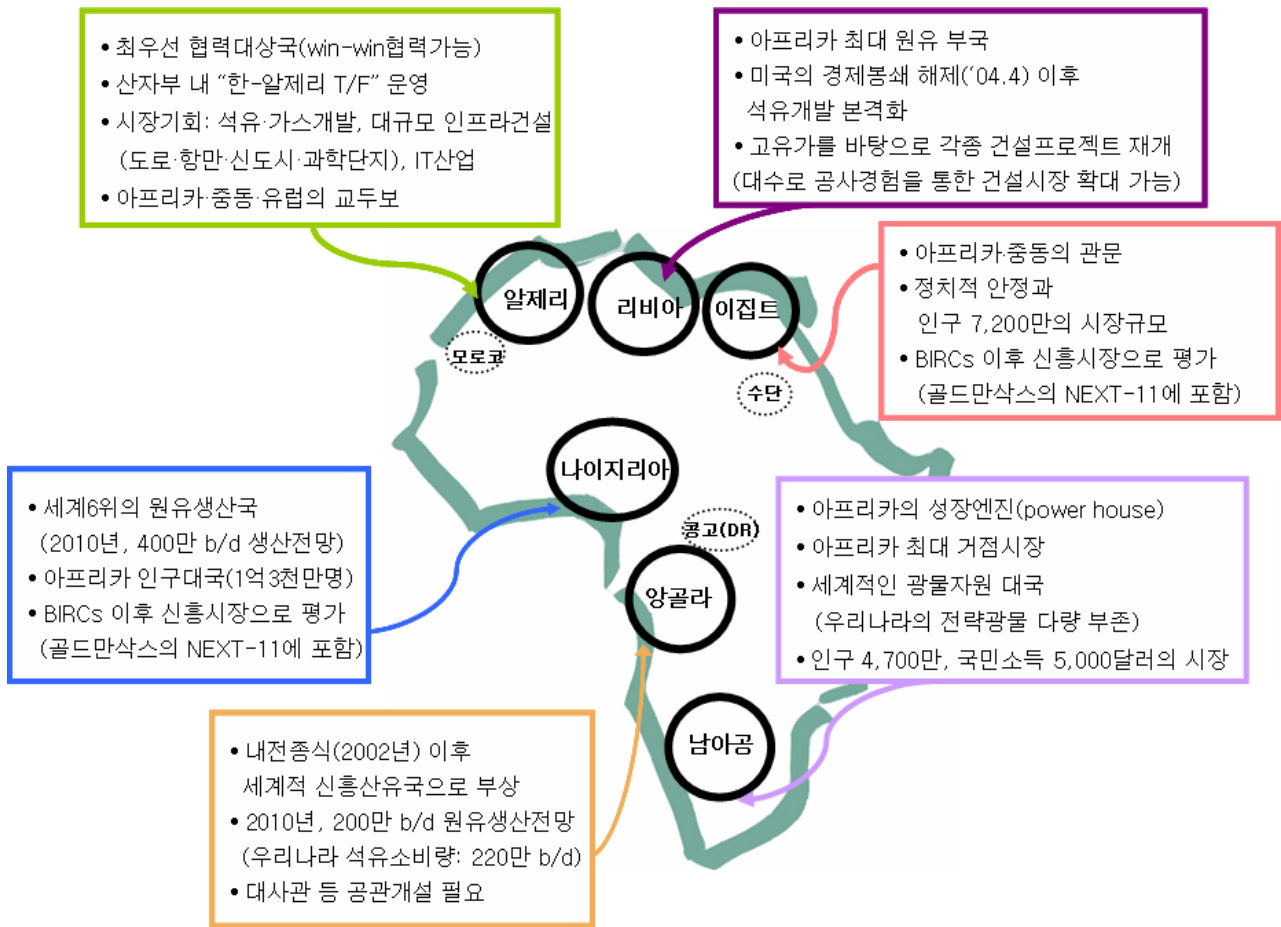 • 최우선 협력대상국(win-win협력가능)
• 산자부 내 “한-알제리 T/F” 운영
• 시장기회: 석유·가스개발, 대규모 인프라건설
(도로·항만·신도시·과학단지), IT산업
• 아프리카·중동·유럽의 교두보
• 아프리카 최대 원유 부국
• 미국의 경제봉쇄 해제(’04.4) 이후
석유개발 본격화
• 고유가를 바탕으로 각종 건설프로젝트 재개
(대수로 공사경험을 통한 건설시장 확대 가능)
• 아프리카·중동의 관문
• 정치적 안정과
인구 7,200만의 시장규모
• BIRCs 이후 신흥시장으로 평가
(골드만삭스의 NEXT-11에 포함)
알제리
리비아
이집트
모로코
수단
나이지리아
콩고(DR)
앙골라
남아공
• 세계6위의 원유생산국
(2010년, 400만 b/d 생산전망)
• 아프리카 인구대국(1억3천만명)
• BIRCs 이후 신흥시장으로 평가
(골드만삭스의 NEXT-11에 포함)
• 아프리카의 성장엔진(power house)
• 아프리카 최대 거점시장
• 세계적인 광물자원 대국
(우리나라의 전략광물 다량 부존)
• 인구 4,700만, 국민소득 5,000달러의 시장
• 내전종식(2002년) 이후
세계적 신흥산유국으로 부상
• 2010년, 200만 b/d 원유생산전망
(우리나라 석유소비량: 220만 b/d)
• 대사관 등 공관개설 필요